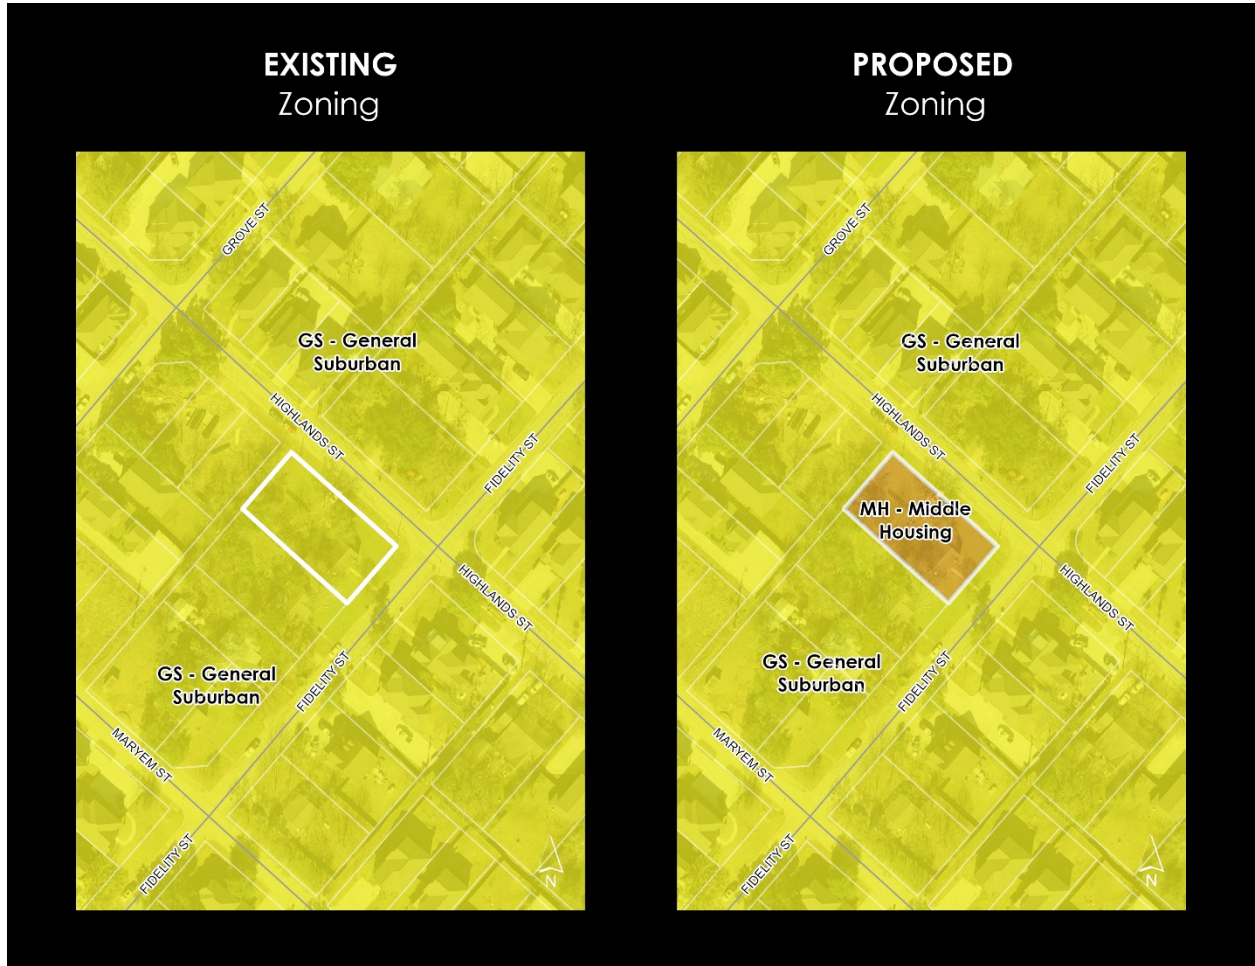 EXISTING
Zoning
GROVE ST
GS - General
Suburban
HIGHLANDS ST
FIDELITY ST
HIGHLANDS ST
GS - General
Suburban
FIDELITY ST
MARYEM ST
FIDELITY ST
N
PROPOSED
Zoning
GROVE ST
GS - General
Suburban
HIGHLANDS ST
FIDELITY ST
MH - Middle
Housing
HIGHLANDS ST
GS - General
Suburban
FIDELITY ST
MARYEM ST
FIDELITY ST
N